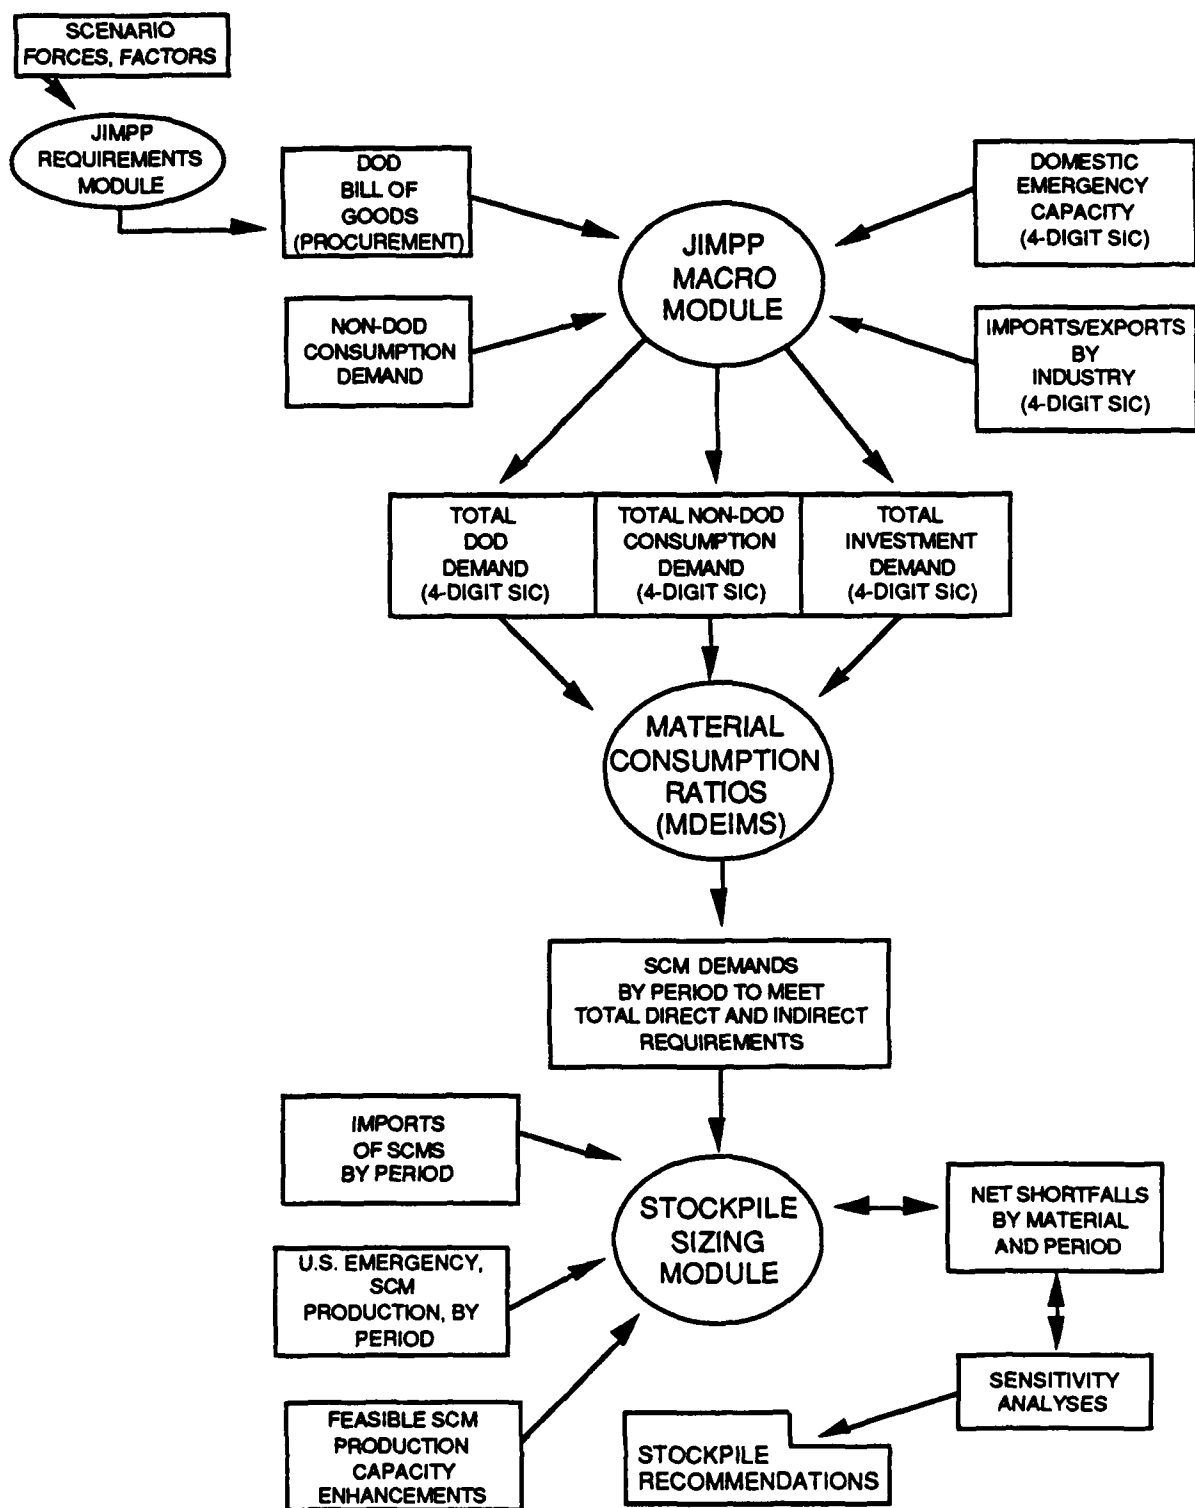 SCENARIO
FORCES, FACTORS
JIMPP
REQUIREMENTS
MODULE
DOD
BILL OF
GOODS
(PROCUREMENT)
NON-DOD
CONSUMPTION
DEMAND
JIMPP
MACRO
MODULE
DOMESTIC
EMERGENCY
CAPACITY
(4-DIGIT SIC)
IMPORTS/EXPORTS
BY
INDUSTRY
(4-DIGIT SIC)
TOTAL
DOD
DEMAND
(4-DIGIT SIC)
TOTAL NON-DOD
CONSUMPTION
DEMAND
(4-DIGIT SIC)
TOTAL
INVESTMENT
DEMAND
(4-DIGIT SIC)
MATERIAL
CONSUMPTION
RATIOS
(MDEIMS)
SCM DEMANDS
BY PERIOD TO MEET
TOTAL DIRECT AND INDIRECT
REQUIREMENTS
IMPORTS
OF SCMS
BY PERIOD
U.S. EMERGENCY,
SCM
PRODUCTION, BY
PERIOD
FEASIBLE SCM
PRODUCTION
CAPACITY
ENHANCEMENTS
STOCKPILE
SIZING
MODULE
NET SHORTFALLS
BY MATERIAL
AND PERIOD
SENSITIVITY
ANALYSES
STOCKPILE
RECOMMENDATIONS